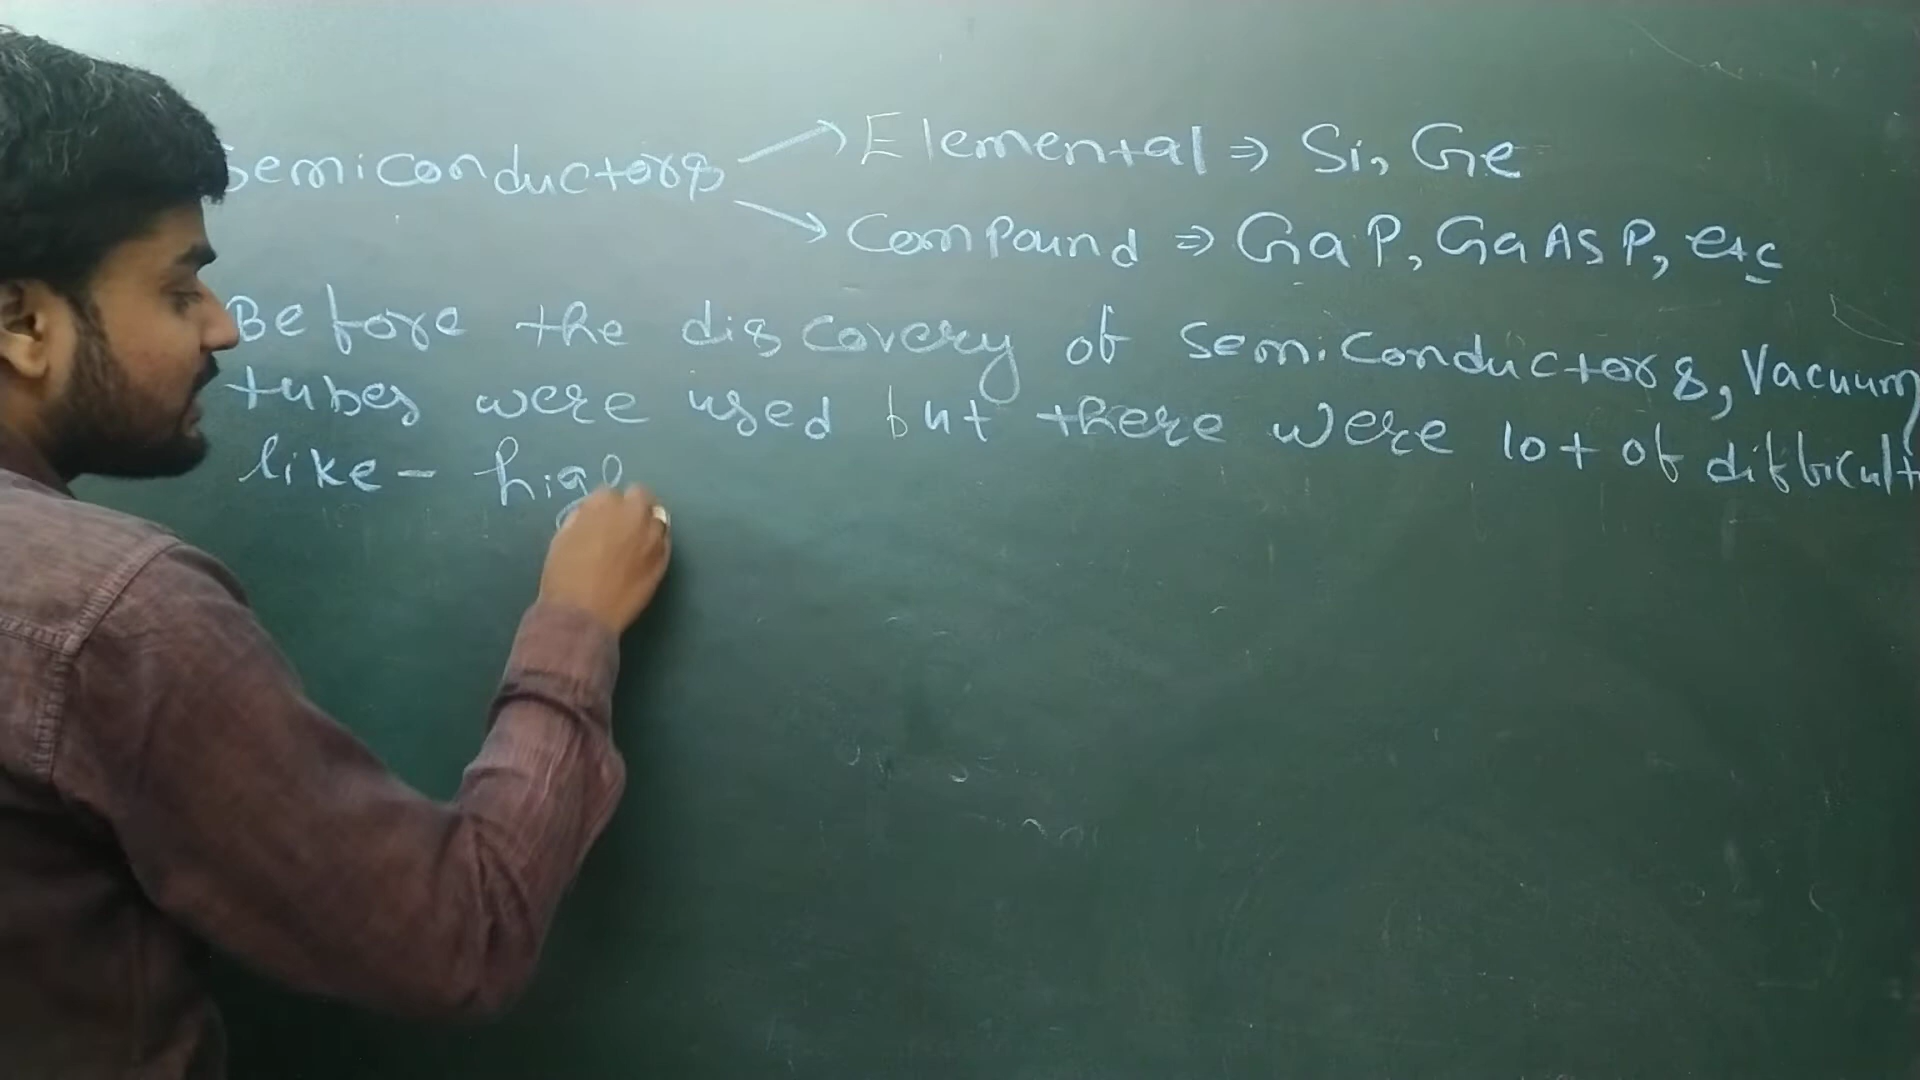 Semiconductors → Elemental ⇒ Si, Ge
→ Compound ⇒ GaP, GaAsP, etc
Before the discovery of semiconductors, Vacuum
tubes were used but there were lot of difficulti
like - high